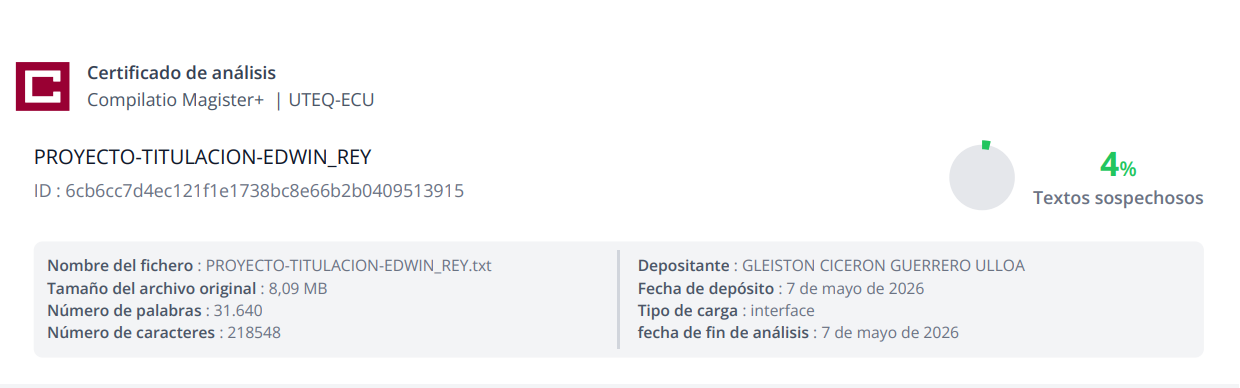 Certificado de análisis
Compilatio Magister+ | UTEQ-ECU
PROYECTO-TITULACION-EDWIN_REY
ID : 6cb6cc7d4ec121f1e1738bc8e66b2b0409513915
4%
Textos sospechosos
Nombre del fichero : PROYECTO-TITULACION-EDWIN_REY.txt
Tamaño del archivo original : 8,09 MB
Número de palabras : 31.640
Número de caracteres : 218548
Depositante : GLEISTON CICERON GUERRERO ULLOA
Fecha de depósito : 7 de mayo de 2026
Tipo de carga : interface
fecha de fin de análisis : 7 de mayo de 2026